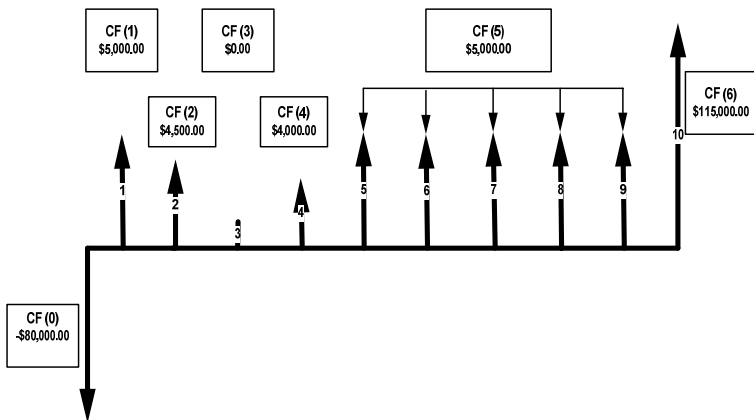 CF (1)
$5,000.00
CF (3)
$0.00
CF (5)
$5,000.00
CF (6)
$115,000.00
CF (2)
$4,500.00
CF (4)
$4,000.00
10
1
2
3
4
5
6
7
8
9
CF (0)
-$80,000.00